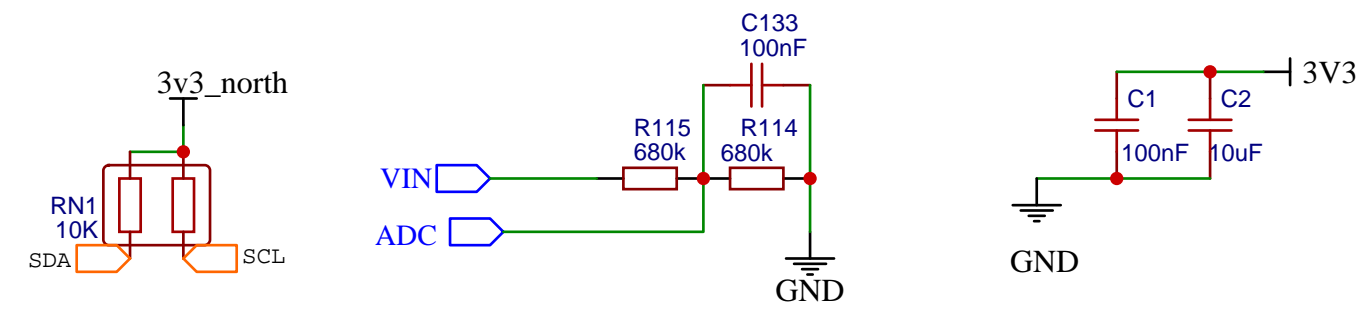 3v3_north
RN1
10K
SDA
SCL
C133
100nF
R115
680k
R114
680k
VIN
ADC
GND
3V3
C1
100nF
C2
10uF
GND